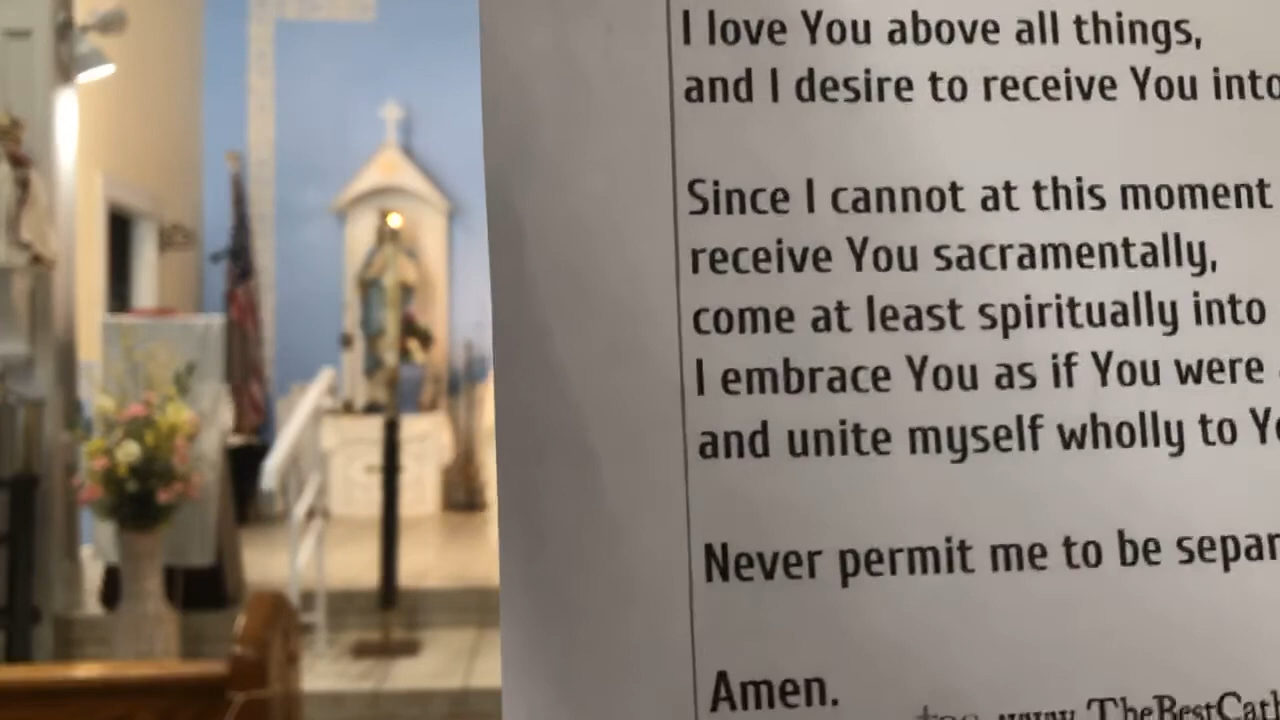 I love You above all things,
and I desire to receive You into
Since I cannot at this moment
receive You sacramentally,
come at least spiritually into
I embrace You as if You were
and unite myself wholly to
Never permit me to be
Amen.